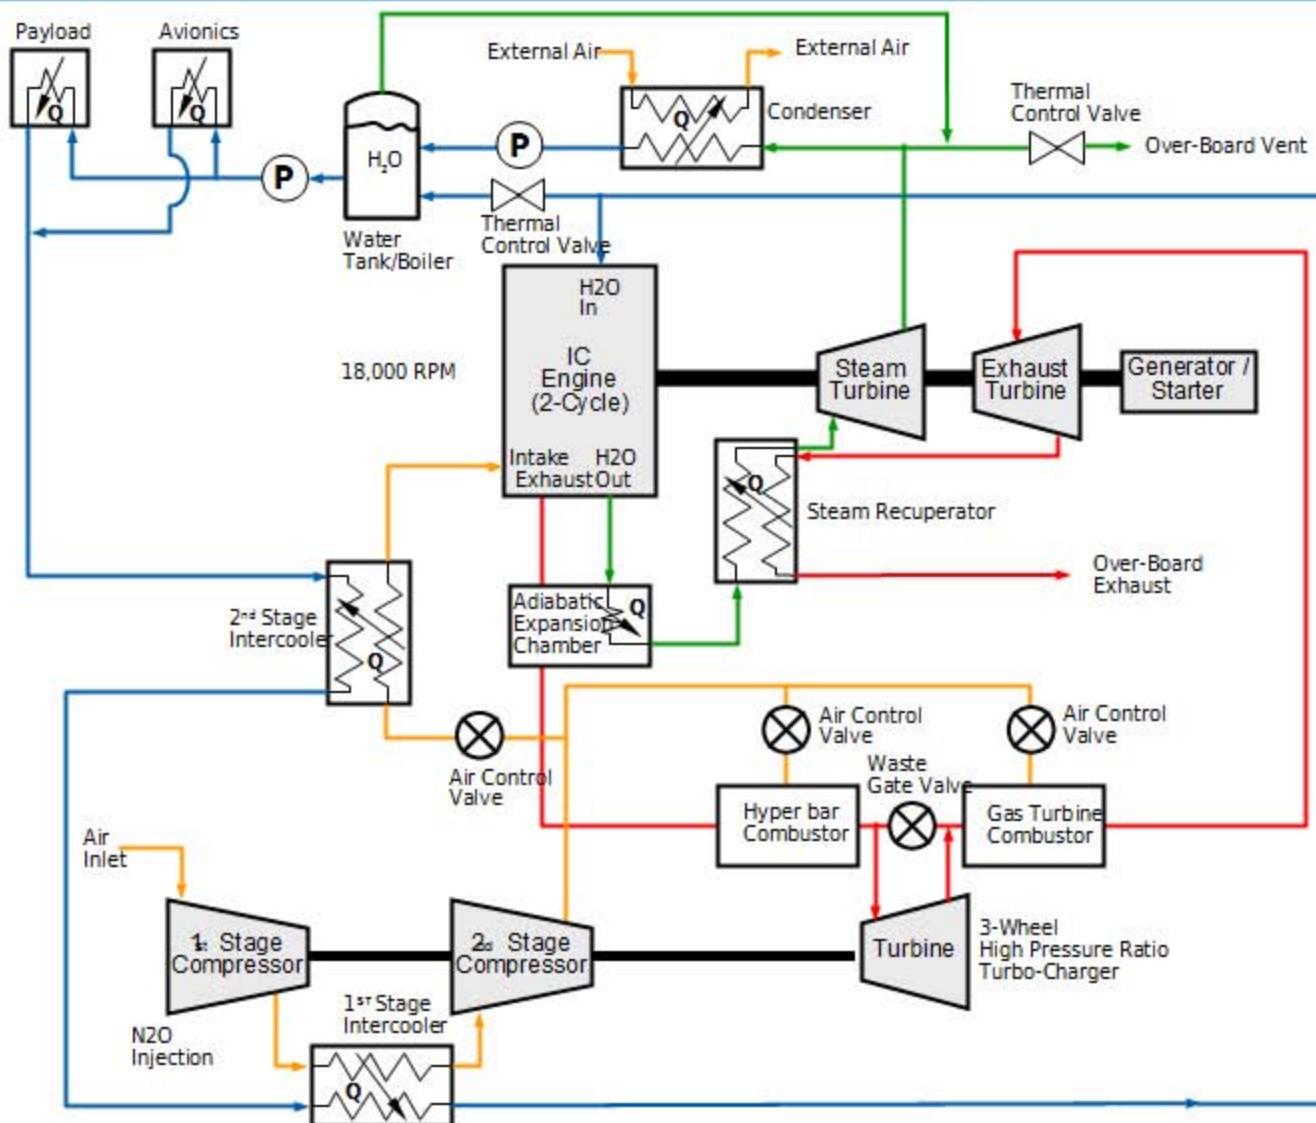 Payload
Avionics
External Air
External Air
Thermal
Control Valve
Condenser
Over-Board Vent
Q
Q
Q
P
P
H₂O
Thermal
Control Valve
Water
Tank/Boiler
H2O
In
18,000 RPM
IC
Engine
(2-Cycle)
Steam
Turbine
Exhaust
Turbine
Generator /
Starter
Intake
H2O
Exhaust
Out
Q
Steam Recuperator
Over-Board
Exhaust
Adiabatic
Expansion
Chamber
Q
2nd Stage
Intercooler
Q
Air Control
Valve
Air Control
Valve
Air Control
Valve
Waste
Gate Valve
Hyper bar
Combustor
Gas Turbine
Combustor
Air
Inlet
1st Stage
Compressor
2nd Stage
Compressor
Turbine
3-Wheel
High Pressure Ratio
Turbo-Charger
1ST Stage
Intercooler
N2O
Injection
Q